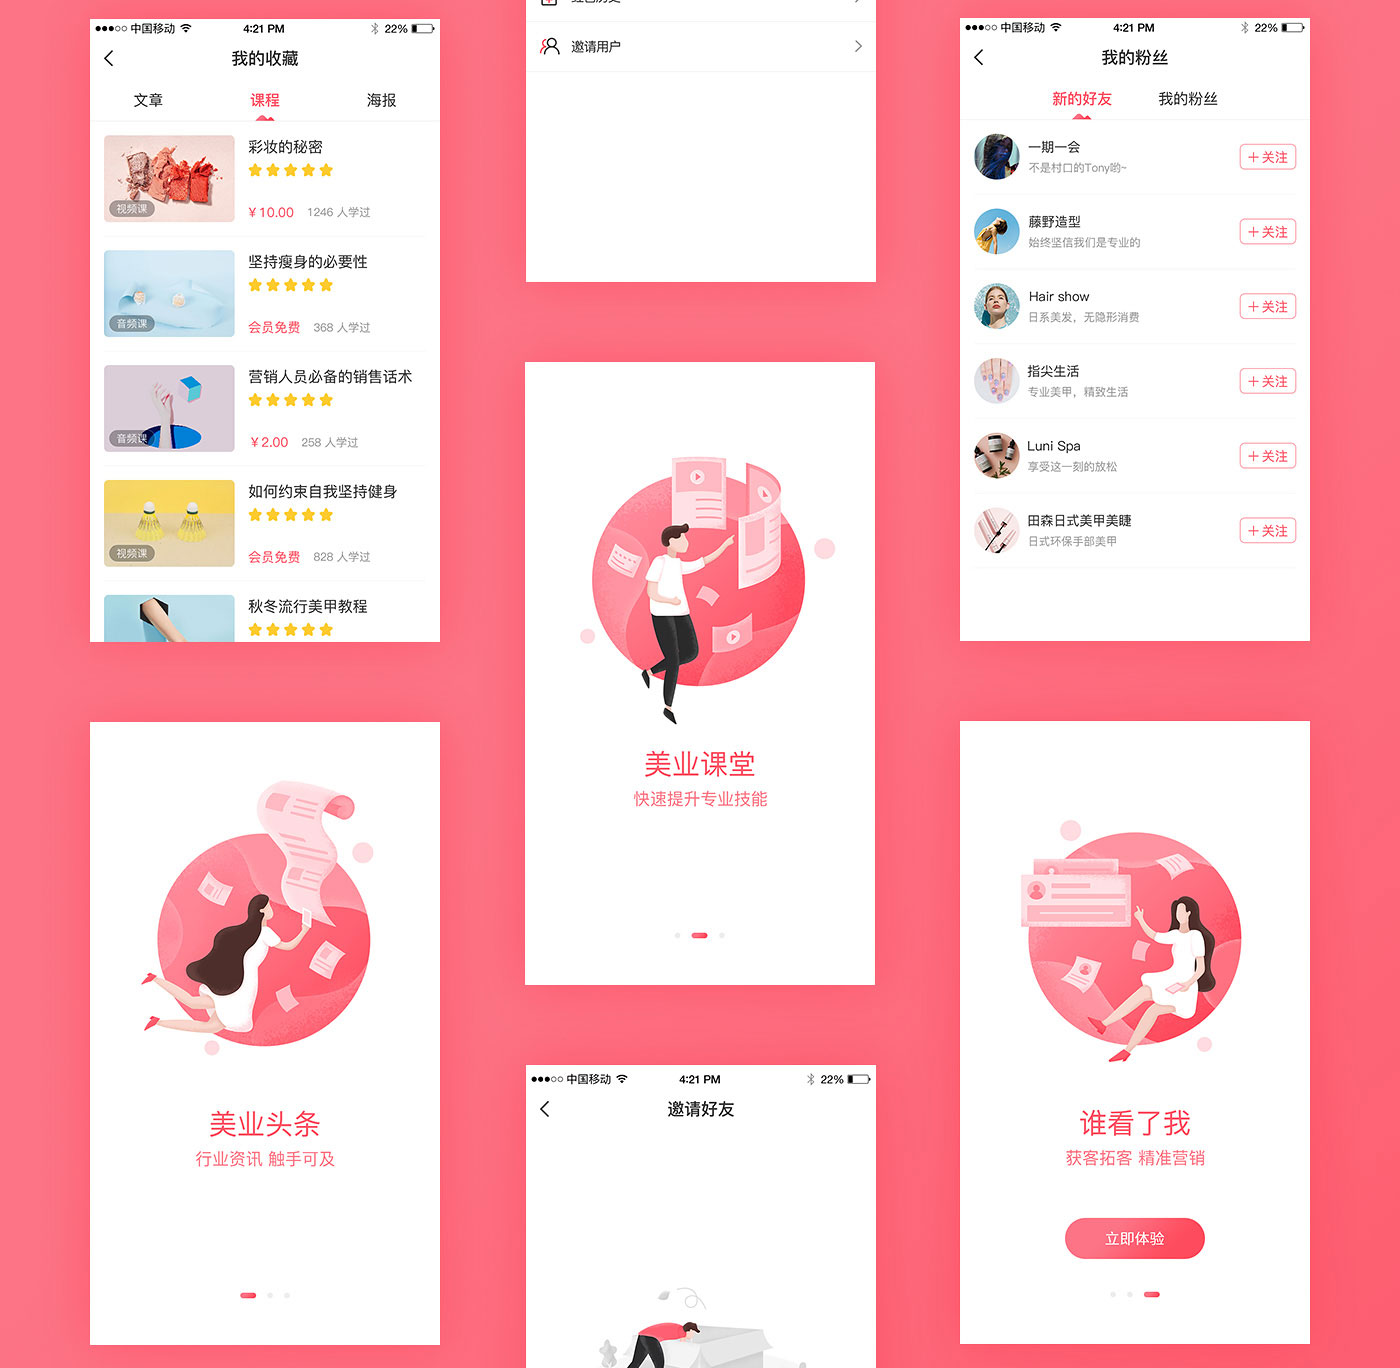 中国移动
4:21 PM
22%
我的收藏
文章
课程
海报
视频课
彩妆的秘密
￥10.00
1246 人学过
音频课
坚持瘦身的必要性
会员免费
368 人学过
音频课
营销人员必备的销售话术
￥2.00
258 人学过
视频课
如何约束自我坚持健身
会员免费
828 人学过
秋冬流行美甲教程
美业头条
行业资讯 触手可及
邀请用户
美业课堂
快速提升专业技能
中国移动
4:21 PM
22%
邀请好友
中国移动
4:21 PM
22%
我的粉丝
新的好友
我的粉丝
一期一会
不是村口的Tony哟~
+ 关注
藤野造型
始终坚信我们是专业的
+ 关注
Hair show
日系美发，无隐形消费
+ 关注
指尖生活
专业美甲，精致生活
+ 关注
Luni Spa
享受这一刻的放松
+ 关注
田森日式美甲美睫
日式环保手部美甲
+ 关注
谁看了我
获客拓客 精准营销
立即体验